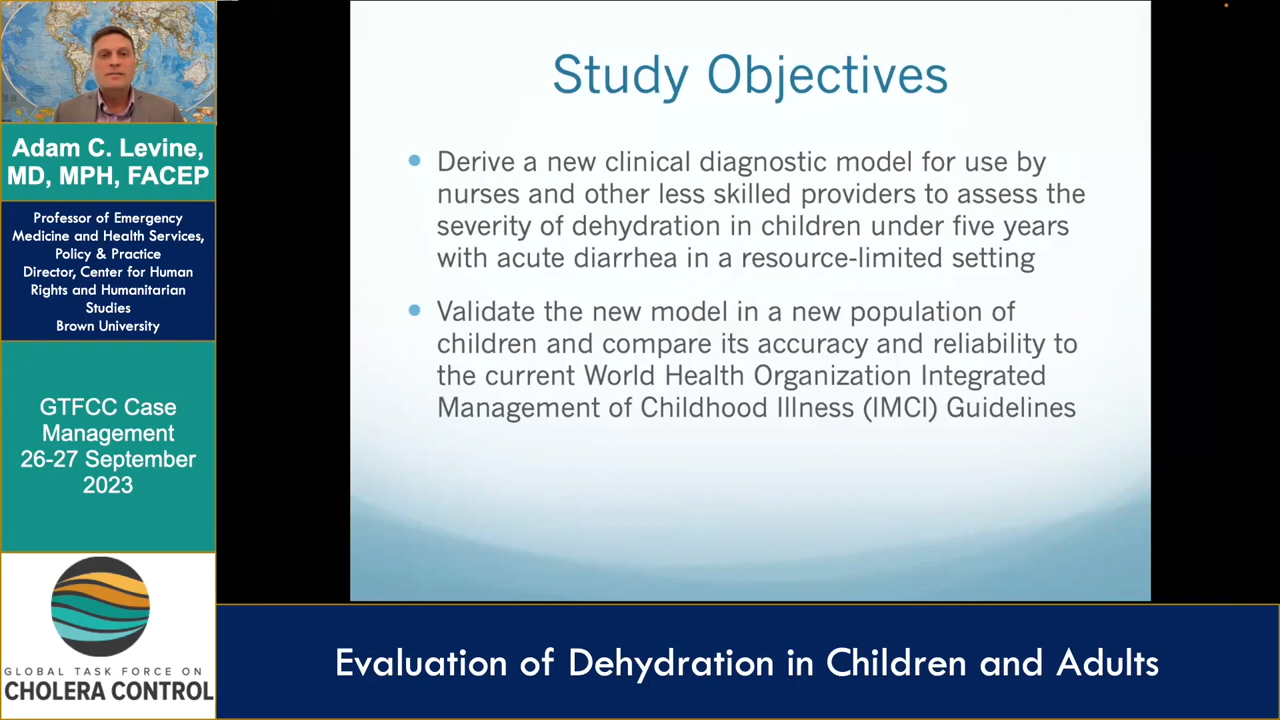 Adam C. Levine,
MD, MPH, FACEP
Professor of Emergency
Medicine and Health Services,
Policy & Practice
Director, Center for Human
Rights and Humanitarian
Studies
Brown University
GTFCC Case
Management
26-27 September
2023
GLOBAL TASK FORCE ON
CHOLERA CONTROL
Study Objectives
Derive a new clinical diagnostic model for use by
nurses and other less skilled providers to assess the
severity of dehydration in children under five years
with acute diarrhea in a resource-limited setting
Validate the new model in a new population of
children and compare its accuracy and reliability to
the current World Health Organization Integrated
Management of Childhood Illness (IMCI) Guidelines
Evaluation of Dehydration in Children and Adults